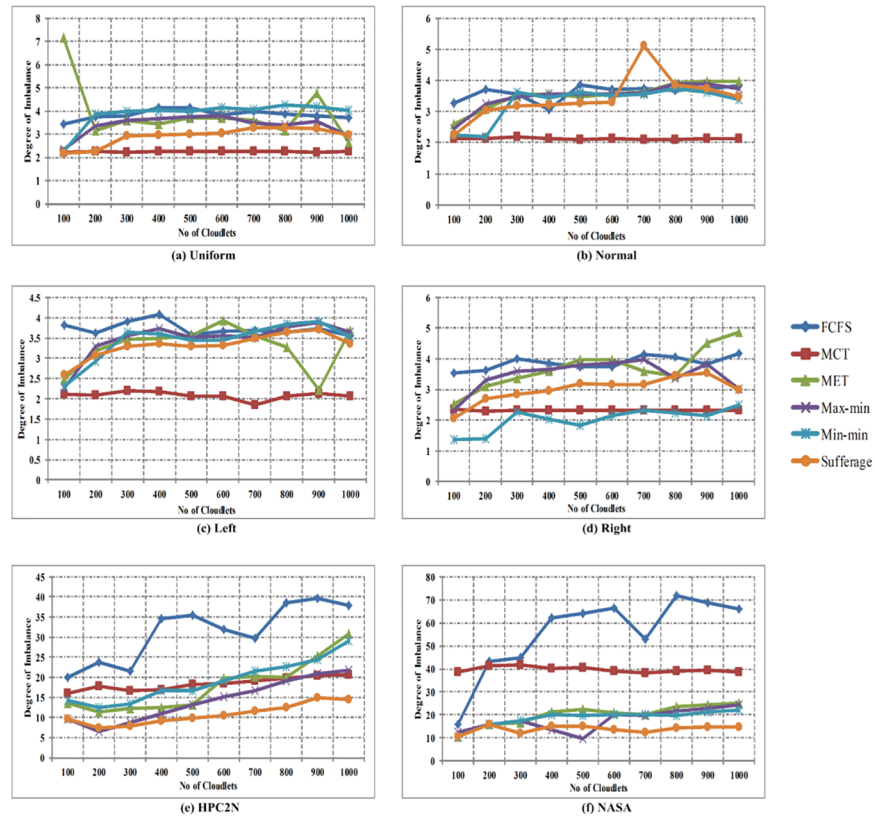 8
7
6
5
4
3
2
1
0
Degree of Imbalance
100 200 300 400 500 600 700 800 900 1000
No of Cloudlets
(a) Uniform
6
5
4
3
2
1
0
Degree of Imbalance
100 200 300 400 500 600 700 800 900 1000
No of Cloudlets
(b) Normal
4.5
4
3.5
3
2.5
2
1.5
1
0.5
0
Degree of Imbalance
100 200 300 400 500 600 700 800 900 1000
No of Cloudlets
(c) Left
6
5
4
3
2
1
0
Degree of Imbalance
100 200 300 400 500 600 700 800 900 1000
No of Cloudlets
(d) Right
FCFS
MCT
MET
Max-min
Min-min
Sufferage
45
40
35
30
25
20
15
10
5
0
Degree of Imbalance
100 200 300 400 500 600 700 800 900 1000
No of Cloudlets
(e) HPC2N
80
70
60
50
40
30
20
10
0
Degree of Imbalance
100 200 300 400 500 600 700 800 900 1000
No of Cloudlets
(f) NASA